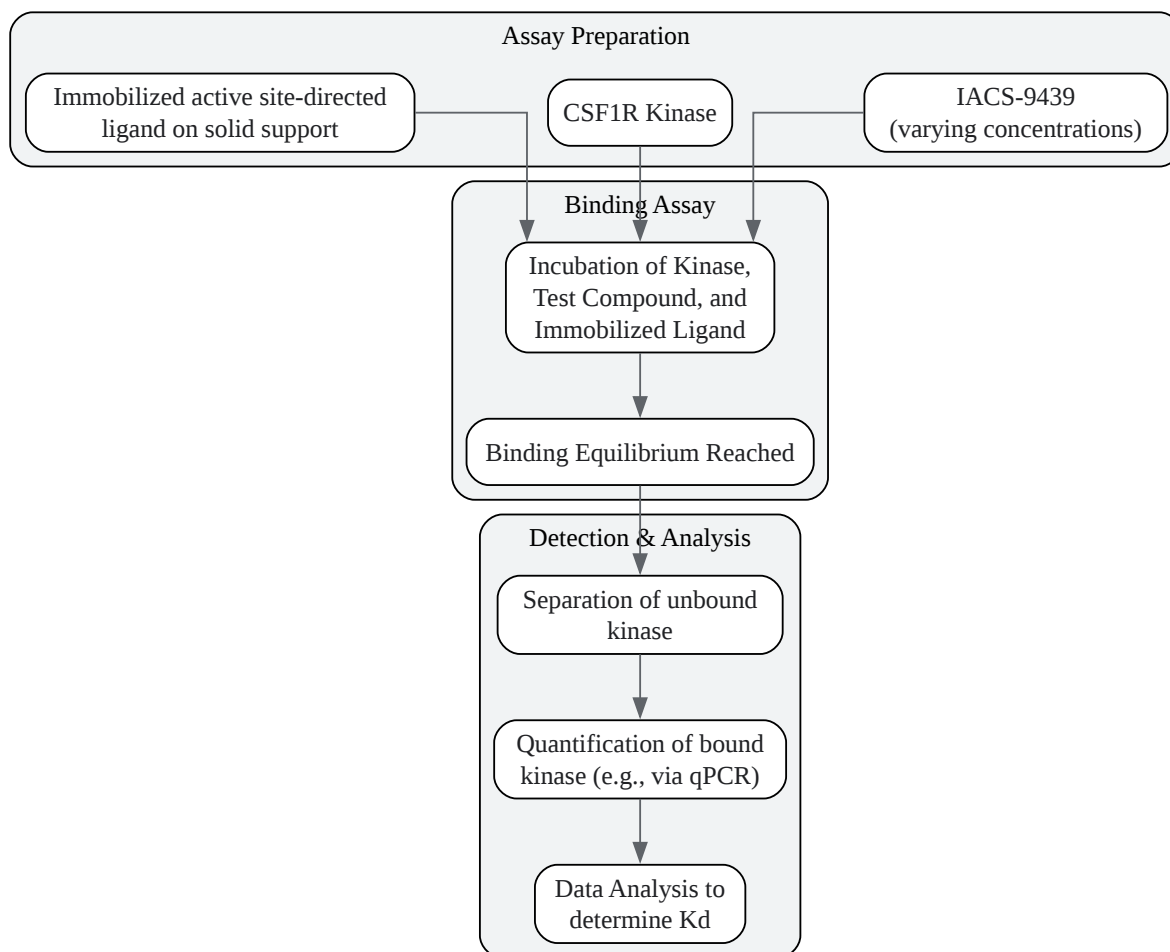 Assay Preparation
Immobilized active site-directed
ligand on solid support
CSF1R Kinase
IACS-9439
(varying concentrations)
Binding Assay
Incubation of Kinase,
Test Compound, and
Immobilized Ligand
Binding Equilibrium Reached
Detection & Analysis
Separation of unbound
kinase
Quantification of bound
kinase (e.g., via qPCR)
Data Analysis to
determine Kd